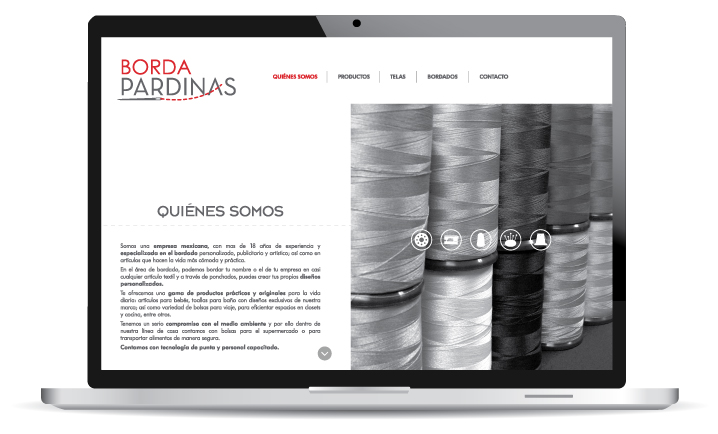 BORDA
PARDINAS
QUIÉNES SOMOS
PRODUCTOS
TELAS
BORDADOS
CONTACTO
QUIÉNES SOMOS
Somos una empresa mexicana, con mas de 18 años de experiencia y
especializada en el bordado personalizado, publicitario y artístico; así como en
artículos que hacen la vida más cómoda y práctica.
En el área de bordado, podemos bordar tu nombre o el de tu empresa en casi
cualquier artículo textil y a través de ponchados, puedes crear tus propios diseños
personalizados.
Te ofrecemos una gama de productos prácticos y originales para la vida
diaria: artículos para bebés, toallas para baño con diseños exclusivos de nuestra
marca; así como variedad de bolsas para viaje, para eficientar espacios en closets
y cocina, entre otros.
Tenemos un serio compromiso con el medio ambiente y por ello dentro de
nuestra línea de casa contamos con bolsas para el supermercado o para
transportar alimentos de manera segura.
Contamos con tecnología de punta y personal capacitado.